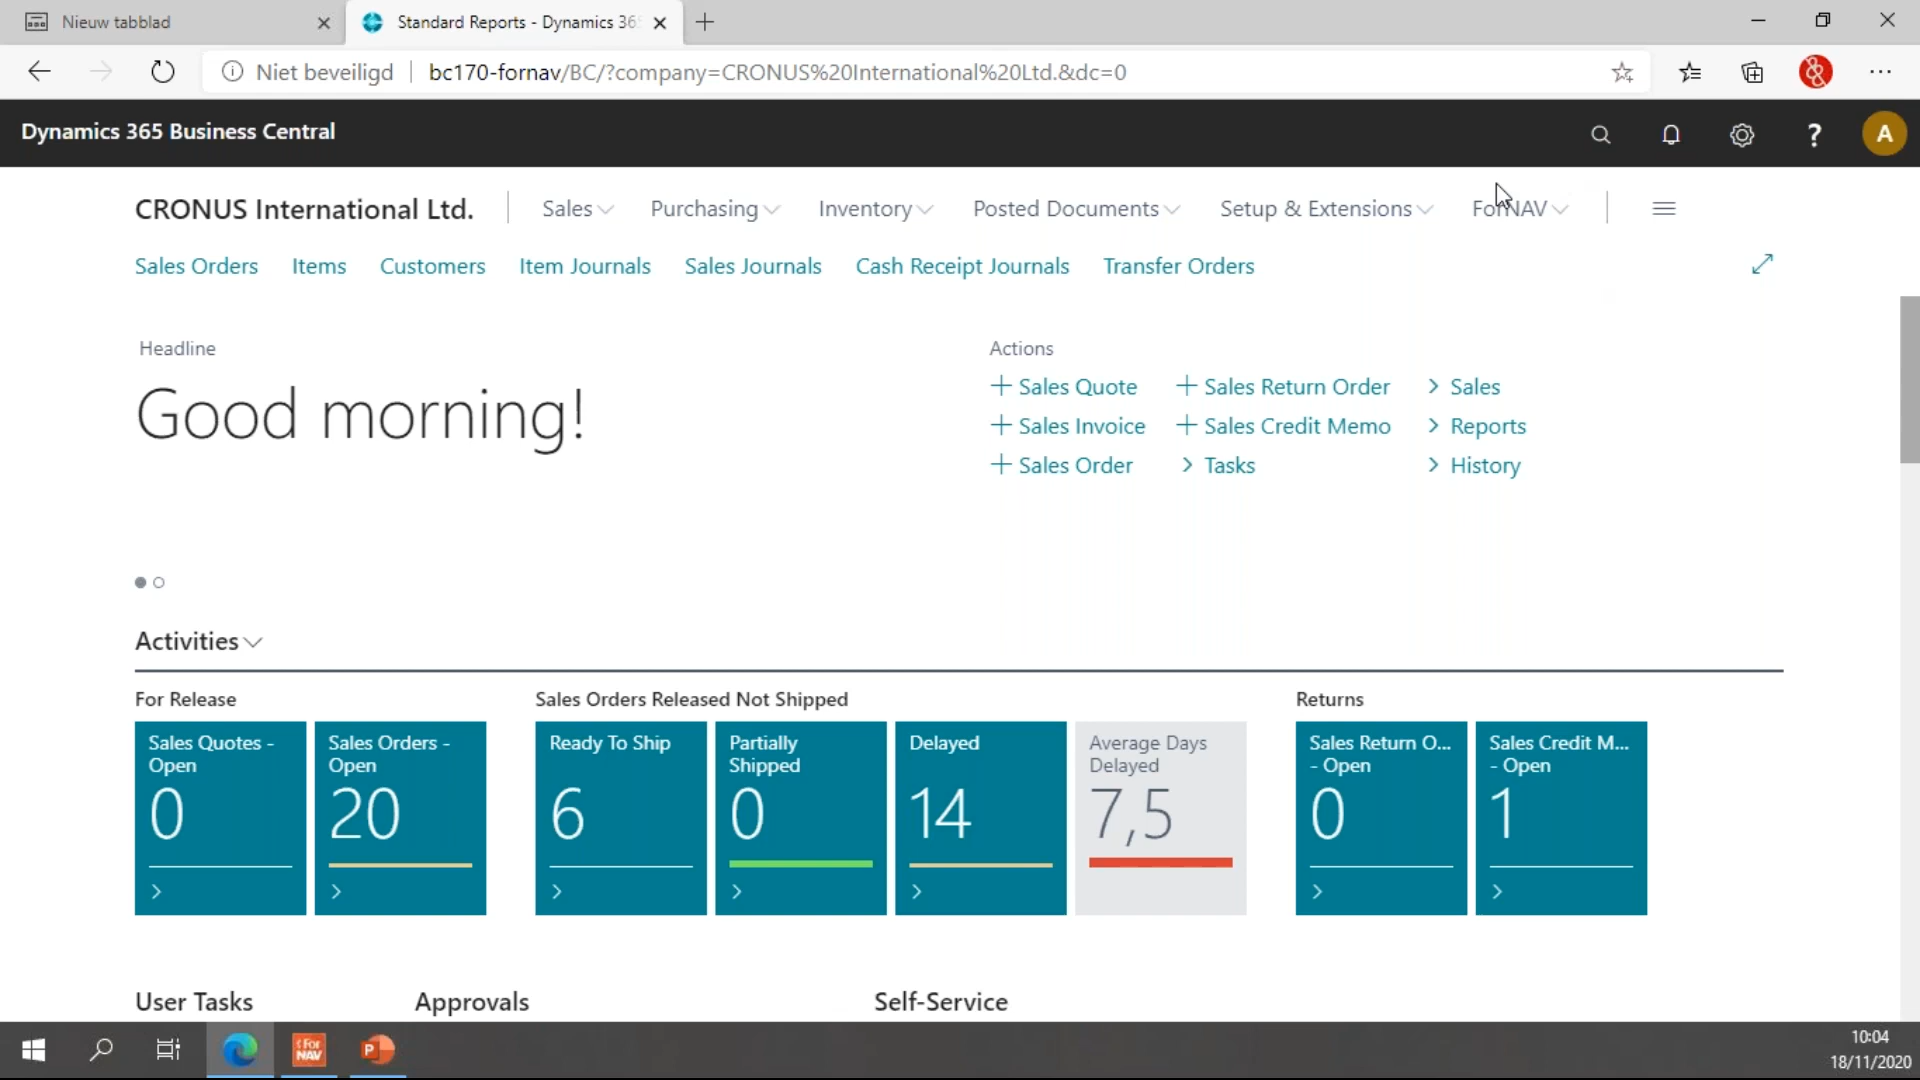 Nieuw tabblad
Standard Reports - Dynamics 36
Niet beveiligd
bc170-fornav/BC/?company=CRONUS%20International%20Ltd.&dc=0
Dynamics 365 Business Central
?
A
CRONUS International Ltd.
Sales
Purchasing
Inventory
Posted Documents
Setup & Extensions
ForNAV
Sales Orders
Items
Customers
Item Journals
Sales Journals
Cash Receipt Journals
Transfer Orders
Headline
Good morning!
Actions
+ Sales Quote
+ Sales Return Order
> Sales
+ Sales Invoice
+ Sales Credit Memo
> Reports
+ Sales Order
> Tasks
> History
Activities
For Release
Sales Orders Released Not Shipped
Returns
Sales Quotes -
Open
0
Sales Orders -
Open
20
Ready To Ship
6
Partially
Shipped
0
Delayed
14
Average Days
Delayed
7,5
Sales Return O...
- Open
0
Sales Credit M...
- Open
1
User Tasks
Approvals
Self-Service
For
NAV
P
10:04
18/11/2020